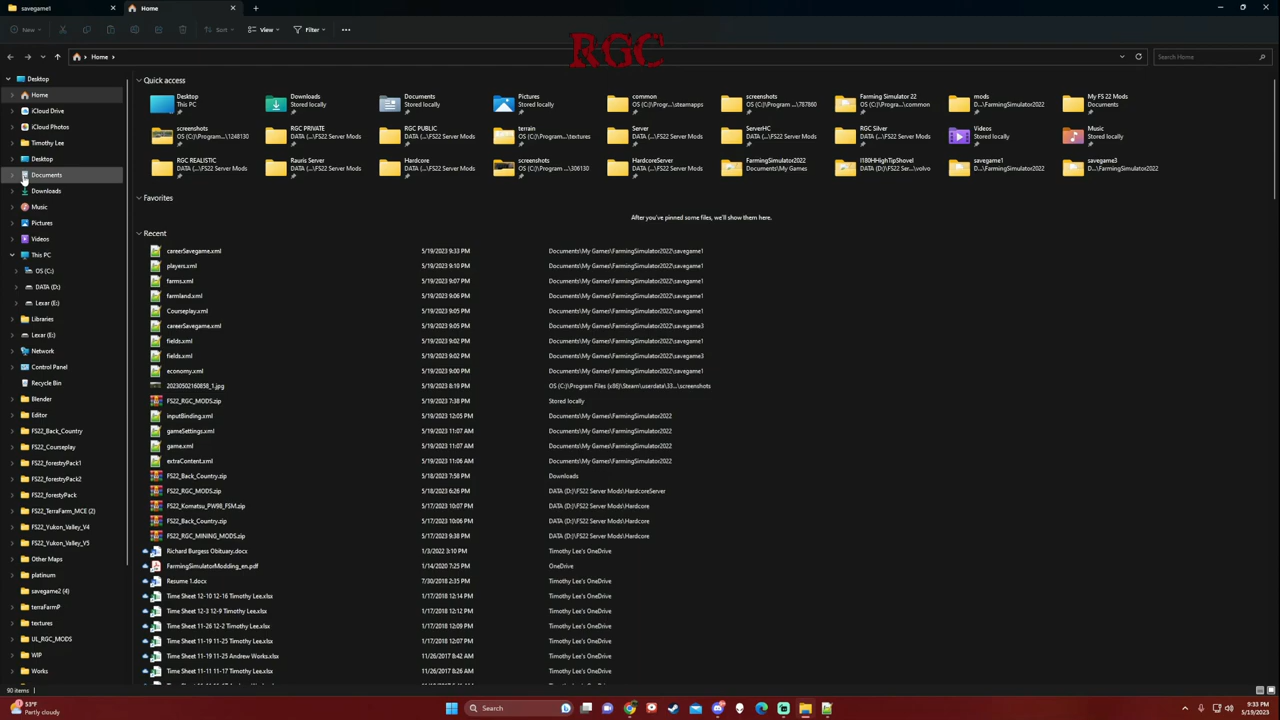 savegame1
Home
New
Sort
View
Filter
RGC
Home
Search Home
Desktop
Home
iCloud Drive
iCloud Photos
Timothy Lee
Desktop
Documents
Downloads
Music
Pictures
Videos
This PC
OS (C:)
DATA (D:)
Lexar (E:)
Libraries
Lexar (E:)
Network
Control Panel
Recycle Bin
Blender
Editor
FS22_Back_Country
FS22_Courseplay
FS22_forestryPack1
FS22_forestryPack2
FS22_forestyPack
FS22_TerraFarm_MCE (2)
FS22_Yukon_Valley_V4
FS22_Yukon_Valley_V5
Other Maps
platinum
savegame2 (4)
terraFarmP
textures
UL_RGC_MODS
WIP
Works
Quick access
Desktop
This PC
Downloads
Stored locally
Documents
Stored locally
Pictures
Stored locally
common
OS (C:)\Progr...\steamapps
screenshots
OS (C:)\Program ...\787860
Farming Simulator 22
OS (C:)\Progr...\common
mods
D...\FarmingSimulator2022
My FS 22 Mods
Documents
screenshots
OS (C:)\Program ...\1248130
RGC PRIVATE
DATA (...\FS22 Server Mods
RGC PUBLIC
DATA (...\FS22 Server Mods
terrain
OS (C:)\Progr...\textures
Server
DATA (...\FS22 Server Mods
ServerHC
DATA (...\FS22 Server Mods
RGC Silver
DATA (...\FS22 Server Mods
Videos
Stored locally
Music
Stored locally
RGC REALISTIC
DATA (...\FS22 Server Mods
Rauris Server
DATA (...\FS22 Server Mods
Hardcore
DATA (...\FS22 Server Mods
screenshots
OS (C:)\Program ...\306130
HardcoreServer
DATA (...\FS22 Server Mods
FarmingSimulator2022
Documents\My Games
l180HHighTipShovel
DATA (D:)\FS22 Ser...\volvo
savegame1
D...\FarmingSimulator2022
savegame3
D...\FarmingSimulator2022
Favorites
After you've pinned some files, we'll show them here.
Recent
careerSavegame.xml 5/19/2023 9:33 PM Documents\My Games\FarmingSimulator2022\savegame1
players.xml 5/19/2023 9:10 PM Documents\My Games\FarmingSimulator2022\savegame1
farms.xml 5/19/2023 9:07 PM Documents\My Games\FarmingSimulator2022\savegame1
farmland.xml 5/19/2023 9:06 PM Documents\My Games\FarmingSimulator2022\savegame1
Courseplay.xml 5/19/2023 9:05 PM Documents\My Games\FarmingSimulator2022\savegame1
careerSavegame.xml 5/19/2023 9:05 PM Documents\My Games\FarmingSimulator2022\savegame3
fields.xml 5/19/2023 9:02 PM Documents\My Games\FarmingSimulator2022\savegame1
fields.xml 5/19/2023 9:02 PM Documents\My Games\FarmingSimulator2022\savegame3
economy.xml 5/19/2023 9:00 PM Documents\My Games\FarmingSimulator2022\savegame1
20230502160858_1.jpg 5/19/2023 8:19 PM OS (C:)\Program Files (x86)\Steam\userdata\33...\screenshots
FS22_RGC_MODS.zip 5/19/2023 7:38 PM Stored locally
inputBinding.xml 5/19/2023 12:05 PM Documents\My Games\FarmingSimulator2022
gameSettings.xml 5/19/2023 11:07 AM Documents\My Games\FarmingSimulator2022
game.xml 5/19/2023 11:07 AM Documents\My Games\FarmingSimulator2022
extraContent.xml 5/19/2023 11:06 AM Documents\My Games\FarmingSimulator2022
FS22_Back_Country.zip 5/18/2023 7:58 PM Downloads
FS22_RGC_MODS.zip 5/18/2023 6:26 PM DATA (D:)\FS22 Server Mods\HardcoreServer
FS22_Komatsu_PW98_FSM.zip 5/17/2023 10:07 PM DATA (D:)\FS22 Server Mods\Hardcore
FS22_Back_Country.zip 5/17/2023 10:06 PM DATA (D:)\FS22 Server Mods\Hardcore
FS22_RGC_MINING_MODS.zip 5/17/2023 9:38 PM DATA (D:)\FS22 Server Mods\Hardcore
Richard Burgess Obituary.docx 1/3/2022 3:10 PM Timothy Lee's OneDrive
FarmingSimulatorModding_en.pdf 1/14/2020 7:25 PM OneDrive
Resume 1.docx 7/30/2018 2:35 PM Timothy Lee's OneDrive
Time Sheet 12-10 12-16 Timothy Lee.xlsx 1/17/2018 12:14 PM Timothy Lee's OneDrive
Time Sheet 12-3 12-9 Timothy Lee.xlsx 1/17/2018 12:12 PM Timothy Lee's OneDrive
Time Sheet 11-26 12-2 Timothy Lee.xlsx 1/17/2018 12:09 PM Timothy Lee's OneDrive
Time Sheet 11-19 11-25 Timothy Lee.xlsx 1/17/2018 12:07 PM Timothy Lee's OneDrive
Time Sheet 11-19 11-25 Andrew Works.xlsx 11/26/2017 8:42 AM Timothy Lee's OneDrive
Time Sheet 11-11 11-17 Timothy Lee.xlsx 11/26/2017 8:26 AM Timothy Lee's OneDrive
90 items
53°F
Partly cloudy
Search
9:33 PM
5/19/2023